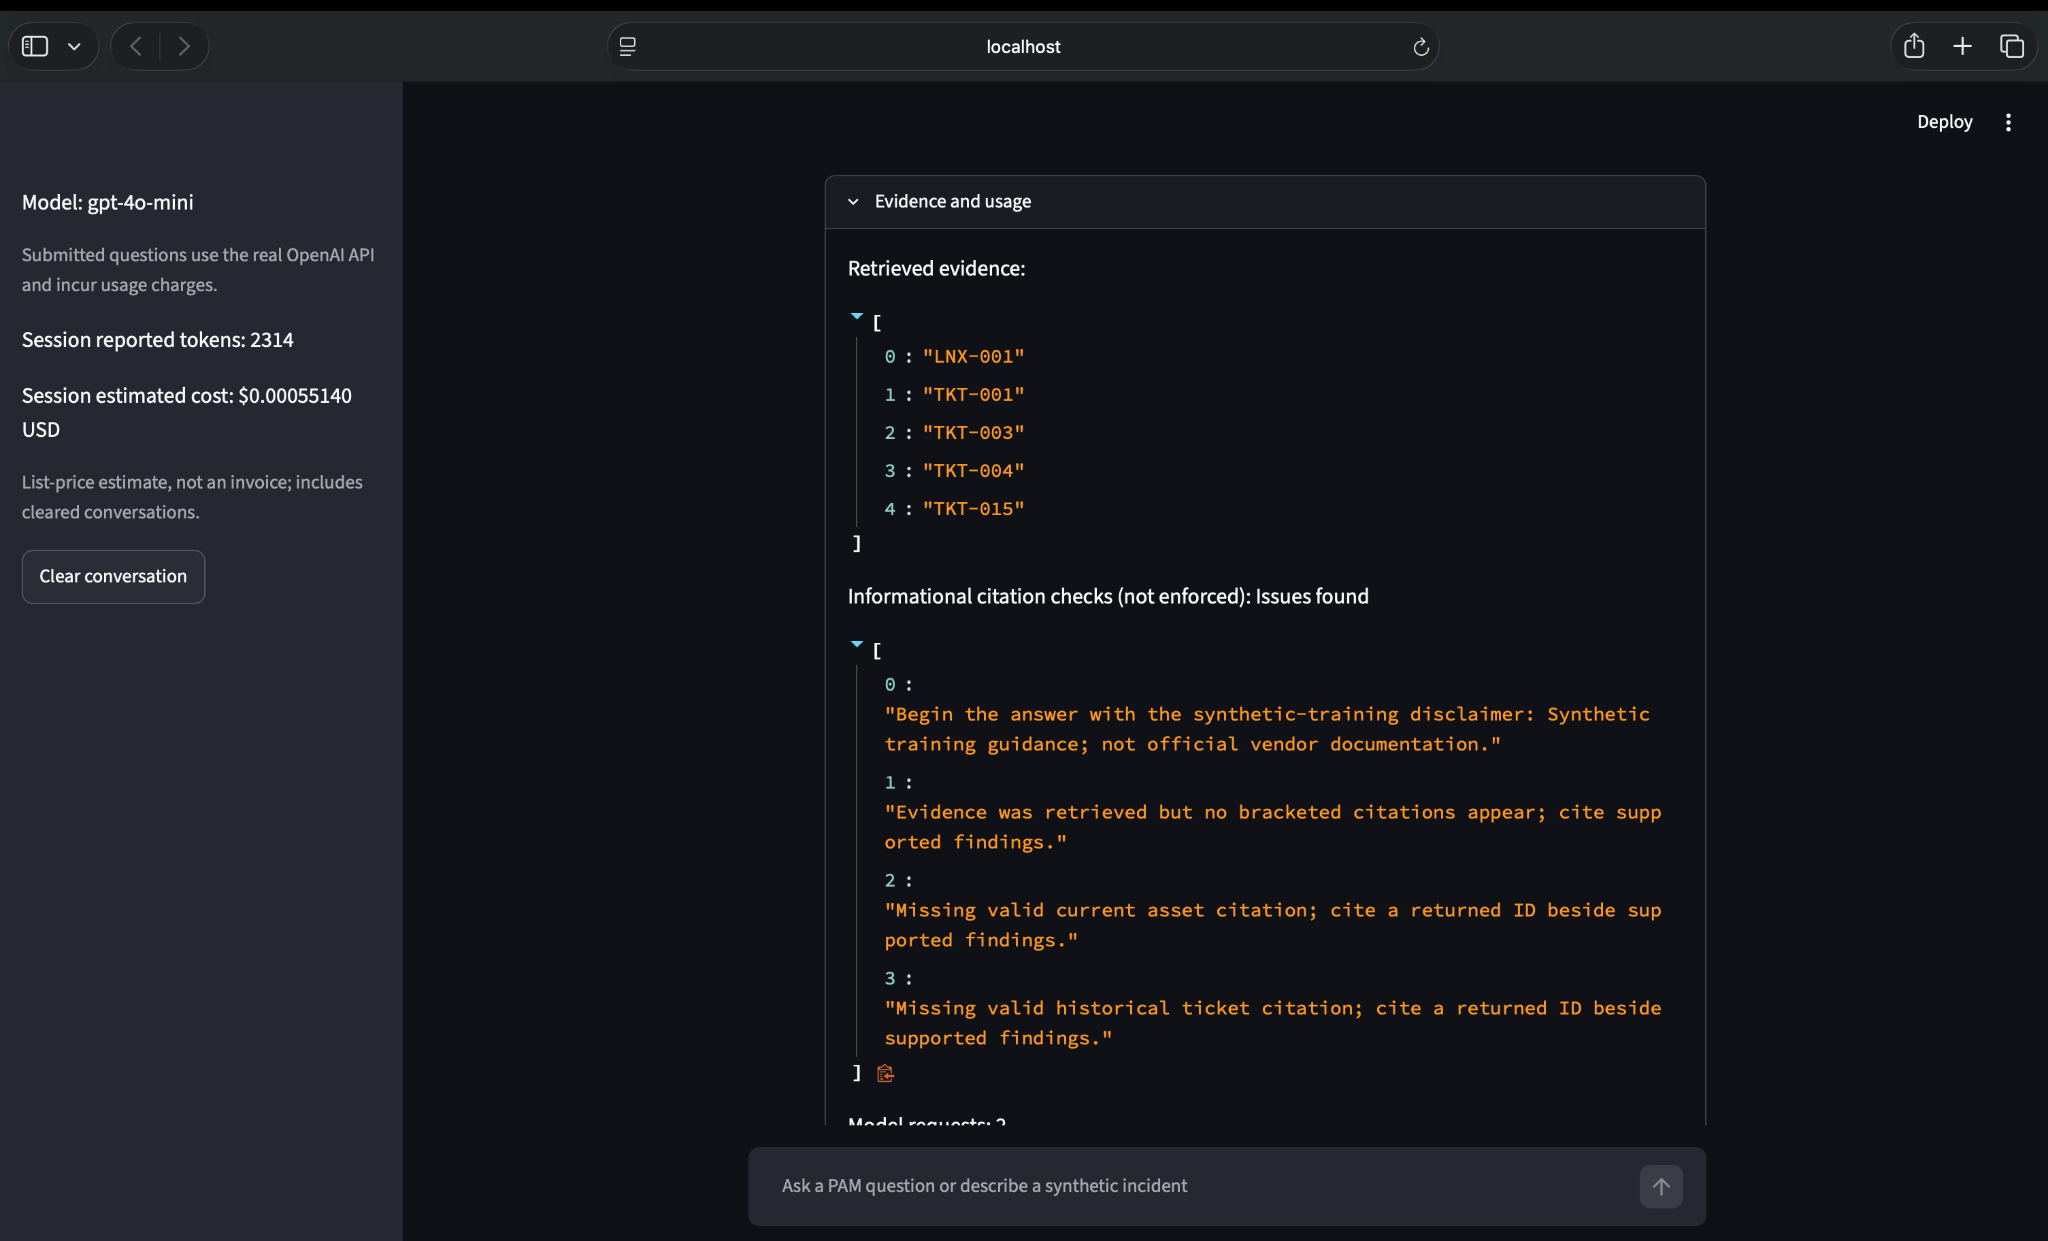 localhost
Deploy
Model: gpt-4o-mini
Submitted questions use the real OpenAI API
and incur usage charges.
Session reported tokens: 2314
Session estimated cost: $0.00055140
USD
List-price estimate, not an invoice; includes
cleared conversations.
Clear conversation
Evidence and usage
Retrieved evidence:
[
0 : "LNX-001"
1 : "TKT-001"
2 : "TKT-003"
3 : "TKT-004"
4 : "TKT-015"
]
Informational citation checks (not enforced): Issues found
[
0 :
"Begin the answer with the synthetic-training disclaimer: Synthetic
training guidance; not official vendor documentation."
1 :
"Evidence was retrieved but no bracketed citations appear; cite supp
orted findings."
2 :
"Missing valid current asset citation; cite a returned ID beside sup
ported findings."
3 :
"Missing valid historical ticket citation; cite a returned ID beside
supported findings."
]
Model requests: 2
Ask a PAM question or describe a synthetic incident